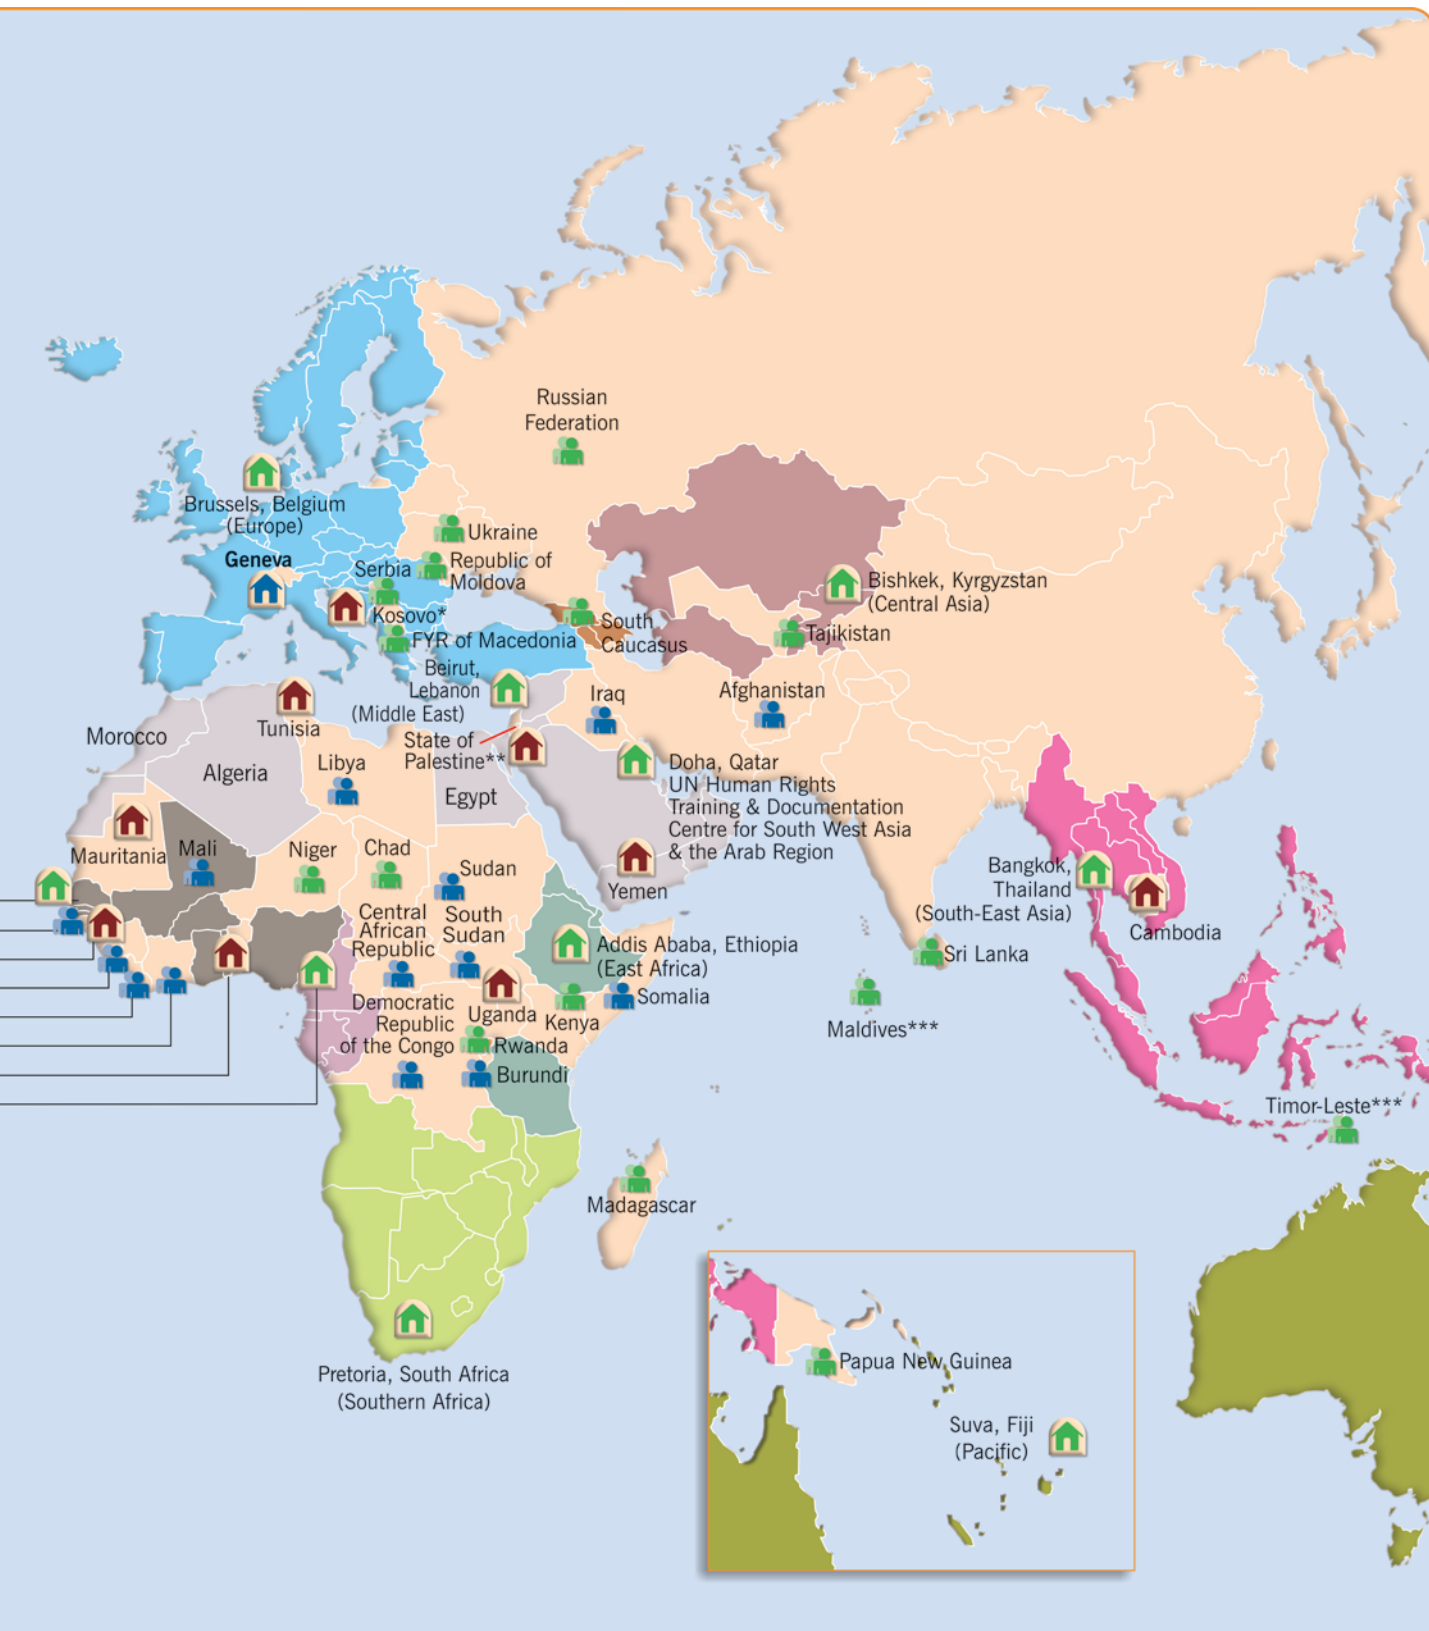 Russian
Federation
Brussels, Belgium
(Europe)
Ukraine
Geneva
Serbia
Republic of
Moldova
Bishkek, Kyrgyzstan
(Central Asia)
Kosovo*
South
Caucasus
FYR of Macedonia
Tajikistan
Beirut,
Lebanon
(Middle East)
Iraq
Afghanistan
Tunisia
Morocco
State of
Palestine**
Libya
Algeria
Egypt
Doha, Qatar
UN Human Rights
Training & Documentation
Centre for South West Asia
& the Arab Region
Mauritania
Mali
Niger
Chad
Sudan
Yemen
Bangkok,
Thailand
(South-East Asia)
Cambodia
Central
African
Republic
South
Sudan
Addis Ababa, Ethiopia
(East Africa)
Sri Lanka
Somalia
Democratic
Republic
of the Congo
Uganda
Kenya
Maldives***
Rwanda
Burundi
Timor-Leste***
Madagascar
Pretoria, South Africa
(Southern Africa)
Papua New Guinea
Suva, Fiji
(Pacific)